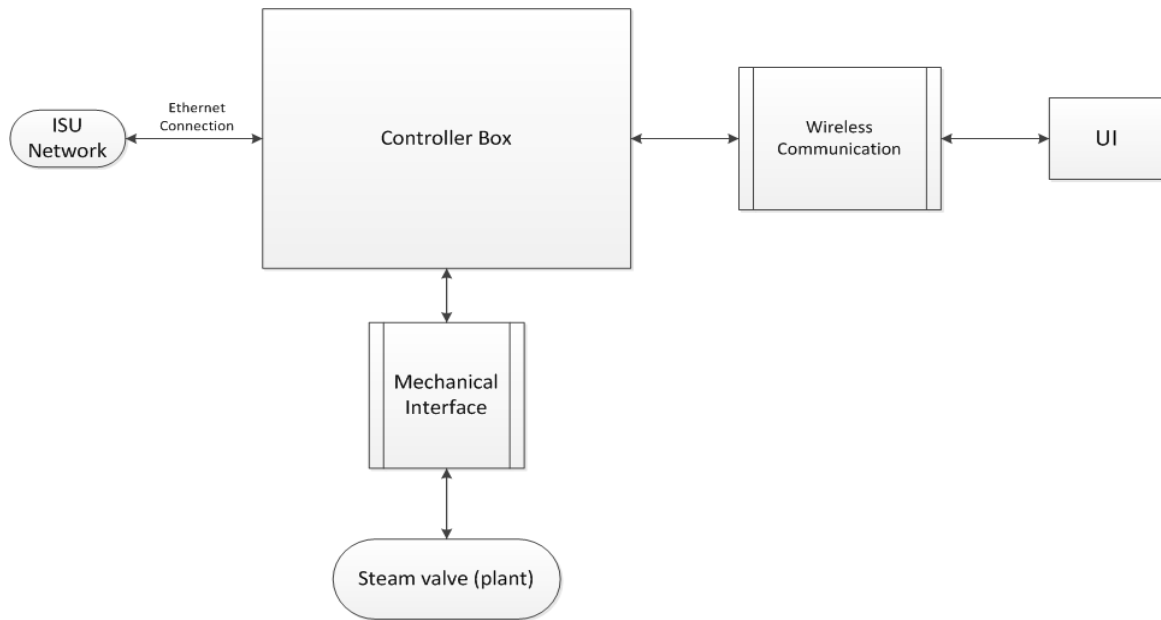 Ethernet
Connection
ISU
Network
Controller Box
Wireless
Communication
UI
Mechanical
Interface
Steam valve (plant)